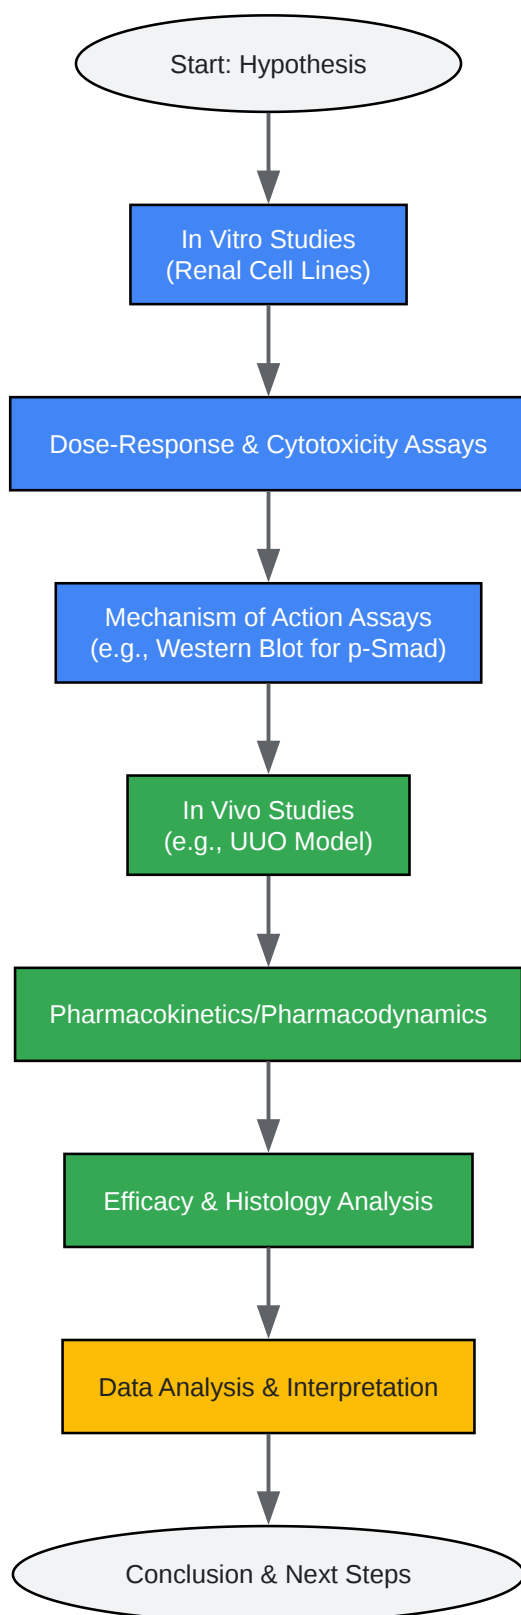 Start: Hypothesis
In Vitro Studies
(Renal Cell Lines)
Dose-Response & Cytotoxicity Assays
Mechanism of Action Assays
(e.g., Western Blot for p-Smad)
In Vivo Studies
(e.g., UUO Model)
Pharmacokinetics/Pharmacodynamics
Efficacy & Histology Analysis
Data Analysis & Interpretation
Conclusion & Next Steps